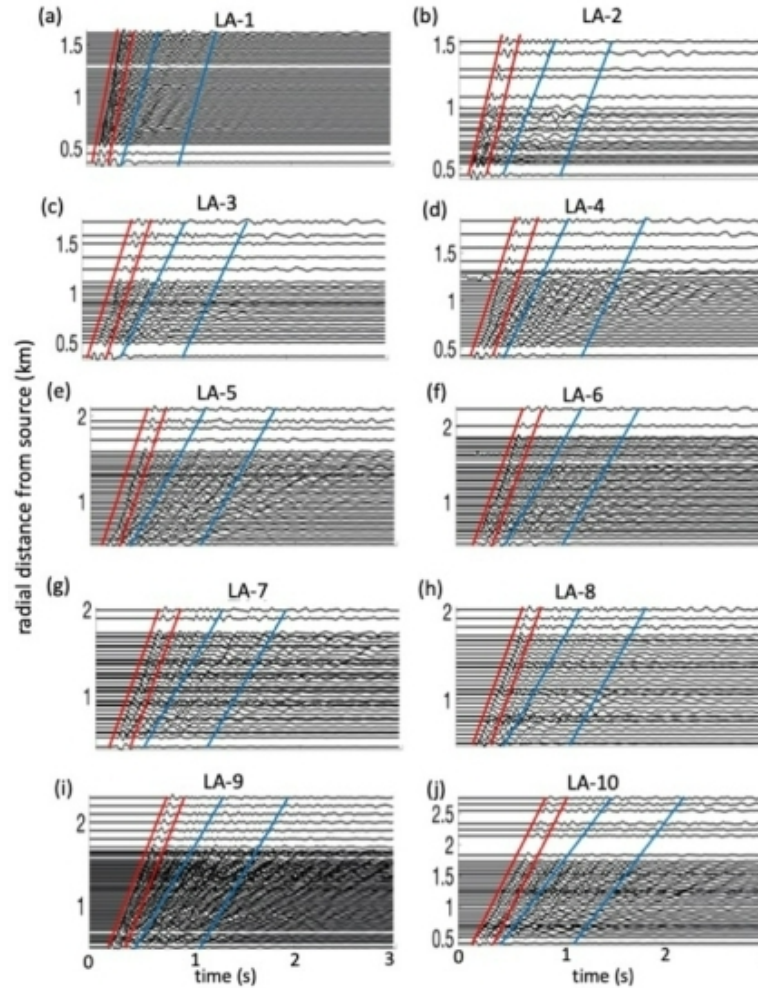 (a) LA-1
1.5
1
0.5
(b) LA-2
1.5
1
0.5
(c) LA-3
1.5
1
0.5
(d) LA-4
1.5
1
0.5
(e) LA-5
2
1
(f) LA-6
2
1
(g) LA-7
2
1
(h) LA-8
2
1
(i) LA-9
2
1
0 1 2 3
time (s)
(j) LA-10
2.5
2
1.5
1
0.5
0 1 2
time (s)
radial distance from source (km)